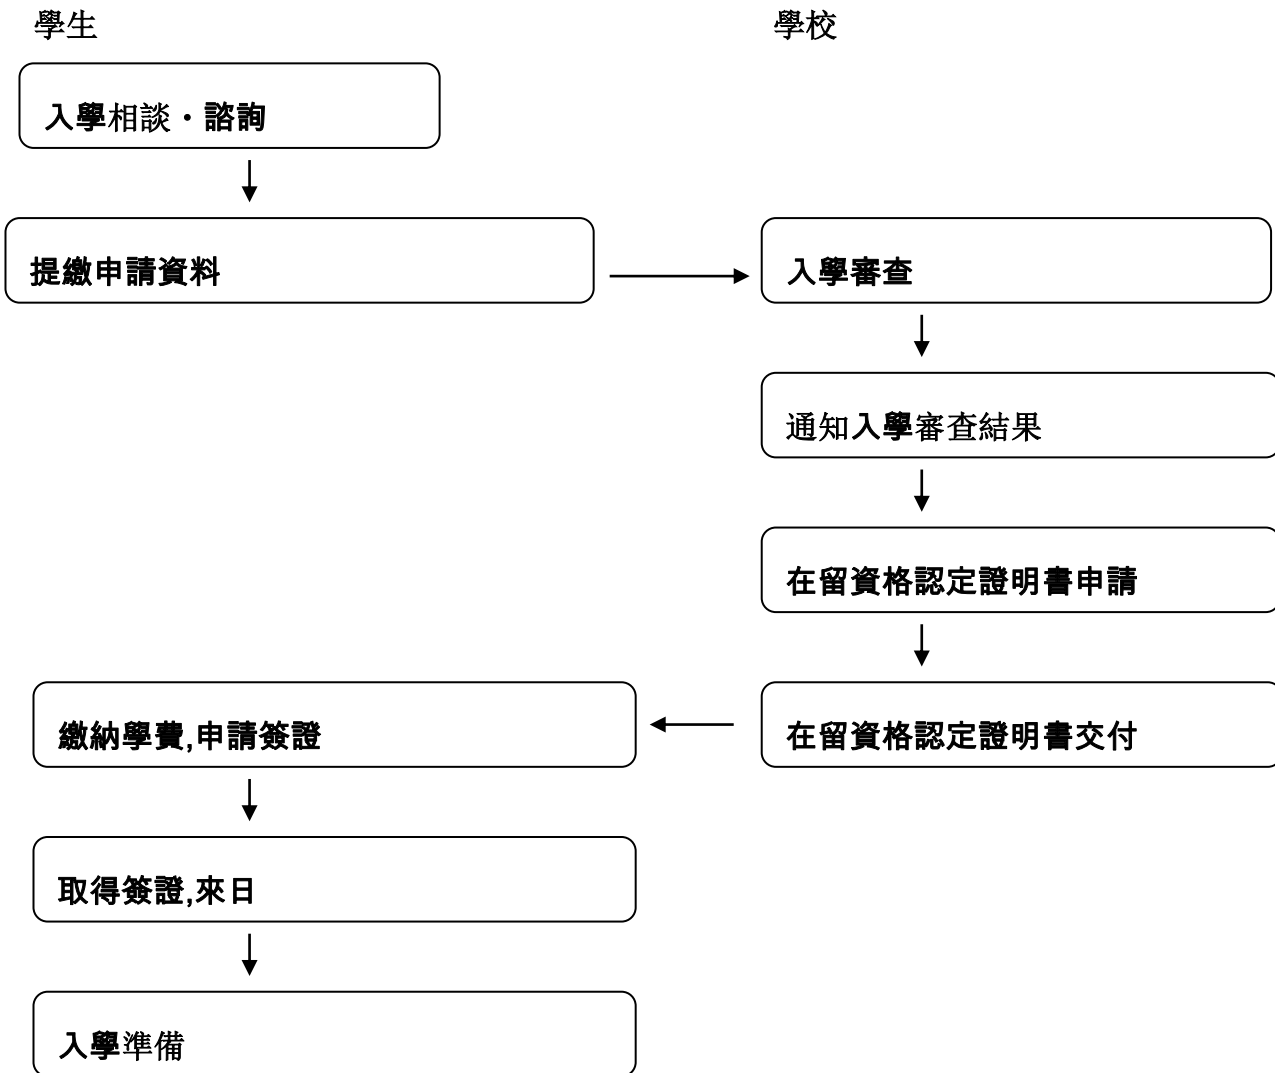 學生
學校
入學相談・諮詢
提繳申請資料
入學審查
通知入學審查結果
在留資格認定證明書申請
繳納學費,申請簽證
在留資格認定證明書交付
取得簽證,來日
入學準備